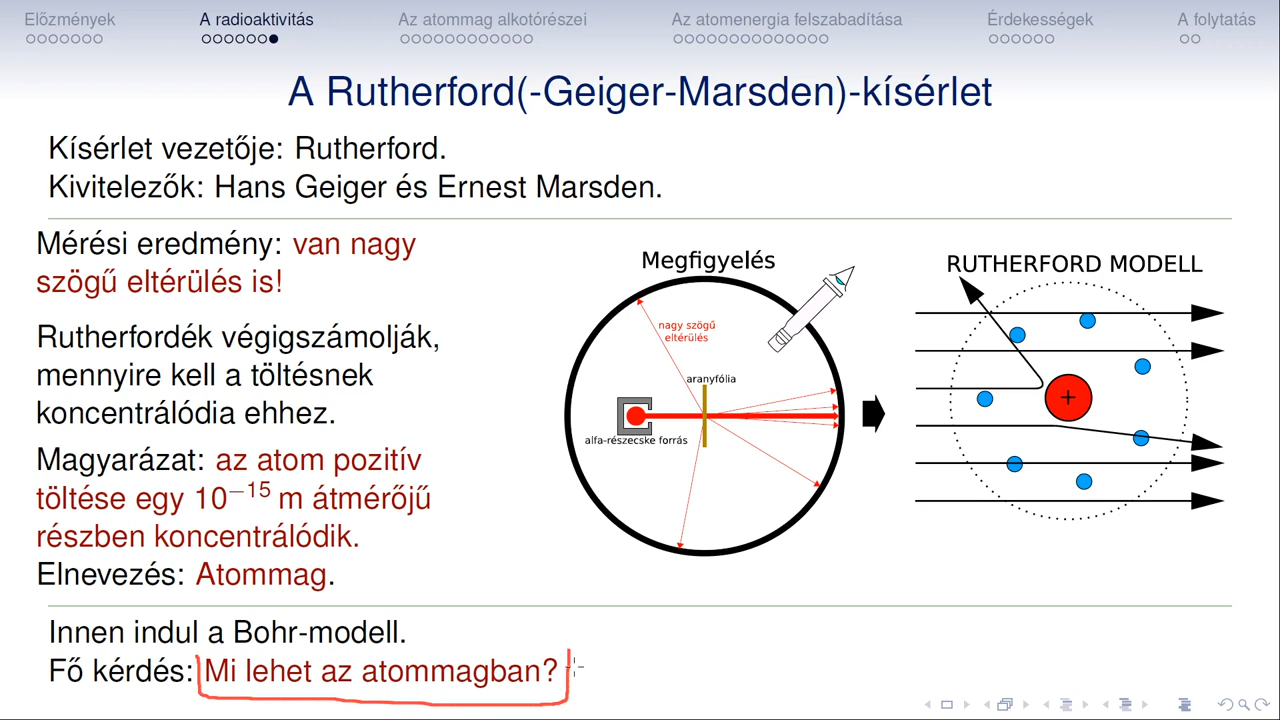 Előzmények
A radioaktivitás
Az atommag alkotórészei
Az atomenergia felszabadítása
Érdekességek
A folytatás
A Rutherford(-Geiger-Marsden)-kísérlet
Kísérlet vezetője: Rutherford.
Kivitelezők: Hans Geiger és Ernest Marsden.
Mérési eredmény: van nagy
szögű eltérülés is!
Rutherfordék végigszámolják,
mennyire kell a töltésnek
koncentrálódia ehhez.
Magyarázat: az atom pozitív
töltése egy 10⁻¹⁵ m átmérőjű
részben koncentrálódik.
Elnevezés: Atommag.
Megfigyelés
nagy szögű
eltérülés
aranyfólia
alfa-részecske forrás
RUTHERFORD MODELL
+
Innen indul a Bohr-modell.
Fő kérdés: Mi lehet az atommagban?